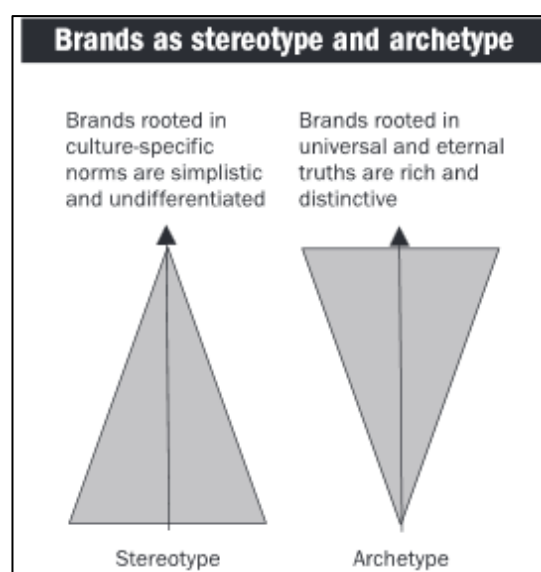 Brands as stereotype and archetype
Brands rooted in
culture-specific
norms are simplistic
and undifferentiated
Brands rooted in
universal and eternal
truths are rich and
distinctive
Stereotype
Archetype